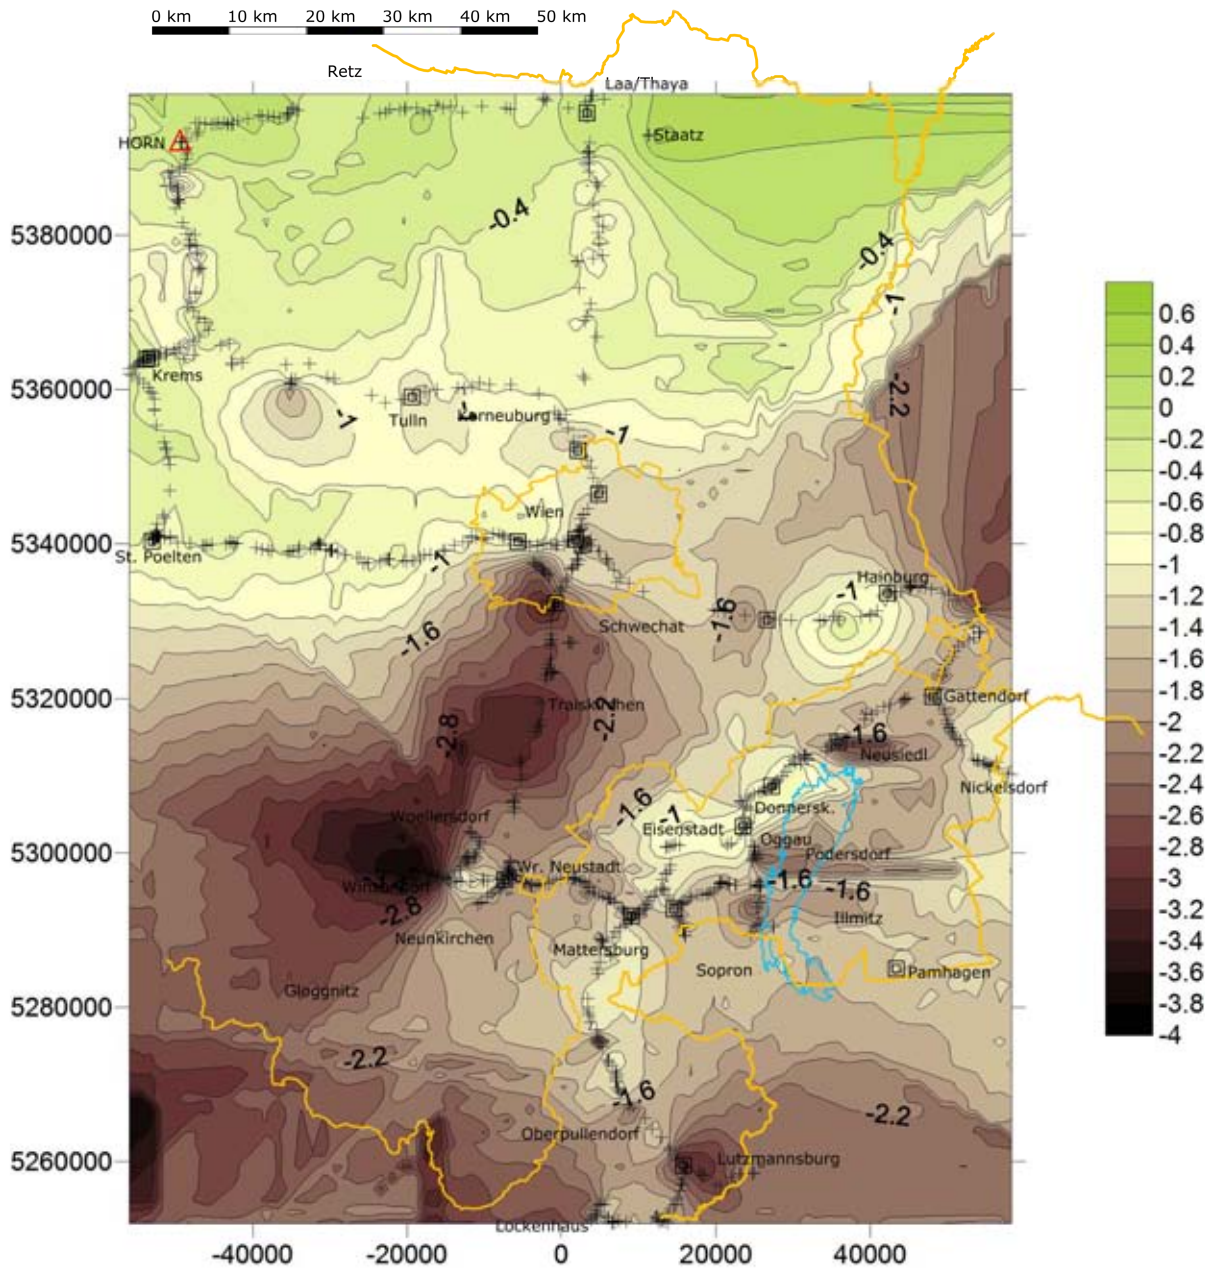 0 km 10 km 20 km 30 km 40 km 50 km
Retz
Laa/Thaya
HORN
Staatz
-0.4
5380000
-0.4
-1
Krems
5360000
-2.2
-1
Tulln
Korneuburg
-1
Wien
5340000
St. Poelten
-1
Hainburg
-1
-1.6
-1.6
Schwechat
5320000
Gattendorf
Traiskirchen
-2.2
-2.8
-1.6
Neusiedl
Nickelsdorf
-1.6
-1
Donnersk.
Woellersdorf
Eisenstadt
Oggau
5300000
Podersdorf
Wr. Neustadt
-1.6
-1.6
-2.8
Illmitz
Neunkirchen
Mattersburg
Sopron
Pamhagen
Gloggnitz
5280000
-2.2
-1.6
-2.2
Oberpullendorf
5260000
Lutzmannsburg
Lockenhaus
-40000 -20000 0 20000 40000
0.6
0.4
0.2
0
-0.2
-0.4
-0.6
-0.8
-1
-1.2
-1.4
-1.6
-1.8
-2
-2.2
-2.4
-2.6
-2.8
-3
-3.2
-3.4
-3.6
-3.8
-4